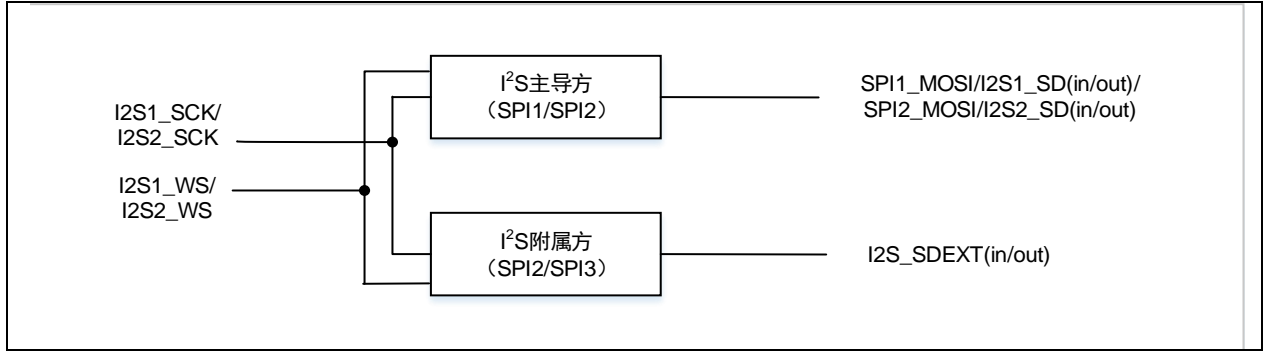 I2S1_SCK/
I2S2_SCK
I2S1_WS/
I2S2_WS
I²S主导方
（SPI1/SPI2）
SPI1_MOSI/I2S1_SD(in/out)/
SPI2_MOSI/I2S2_SD(in/out)
I²S附属方
（SPI2/SPI3）
I2S_SDEXT(in/out)